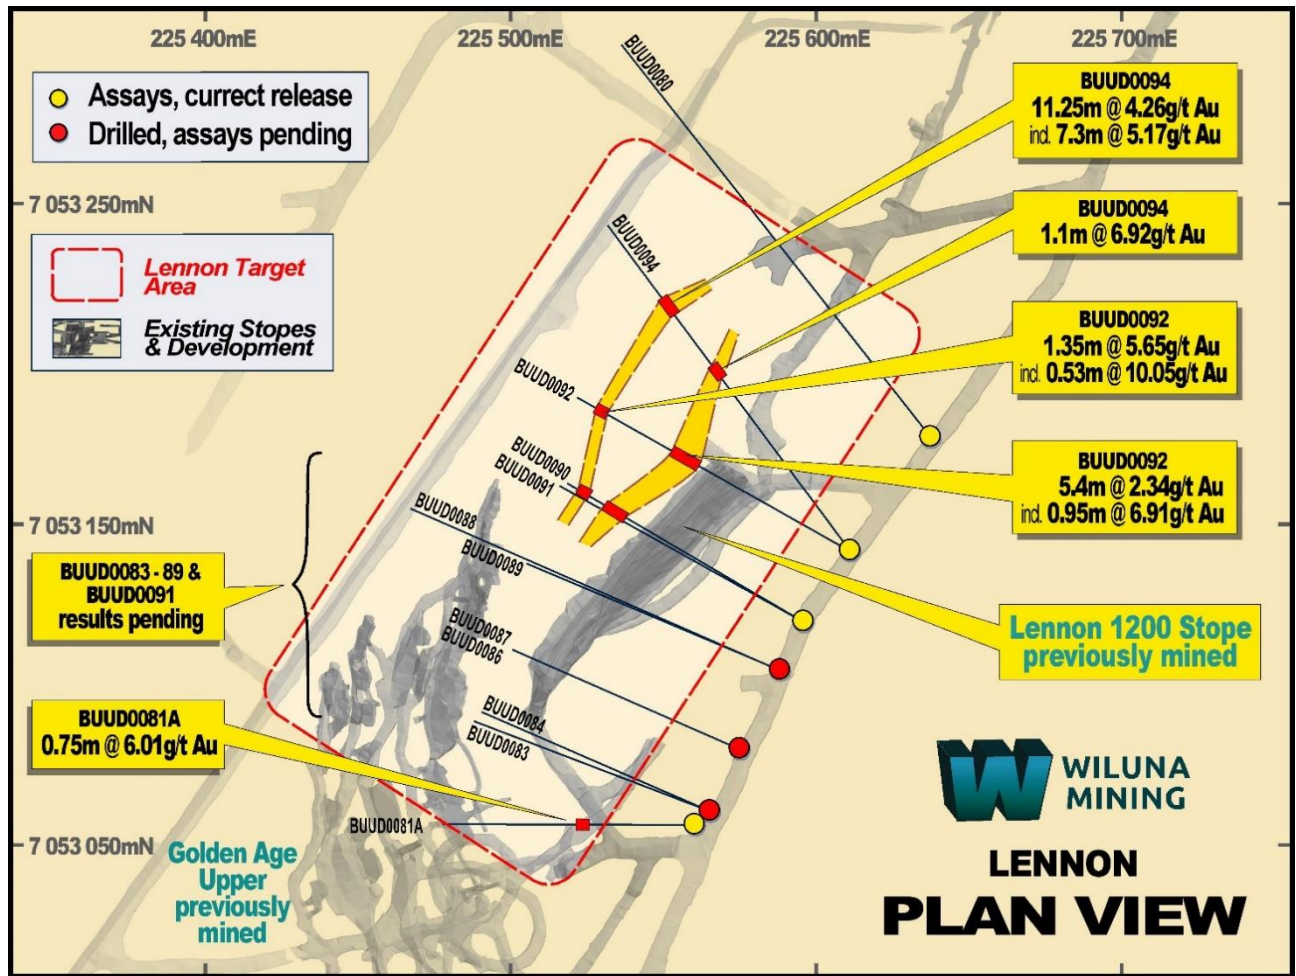 225 400mE
225 500mE
225 600mE
225 700mE
Assays, currect release
Drilled, assays pending
7 053 250mN
Lennon Target
Area
Existing Stopes
& Development
7 053 150mN
BUUD0083 - 89 &
BUUD0091
results pending
BUUD0081A
0.75m @ 6.01g/t Au
7 053 050mN
Golden Age
Upper
previously
mined
BUUD0080
BUUD0094
BUUD0092
BUUD0090
BUUD0091
BUUD0088
BUUD0089
BUUD0087
BUUD0086
BUUD0084
BUUD0083
BUUD0081A
BUUD0094
11.25m @ 4.26g/t Au
incl. 7.3m @ 5.17g/t Au
BUUD0094
1.1m @ 6.92g/t Au
BUUD0092
1.35m @ 5.65g/t Au
incl. 0.53m @ 10.05g/t Au
BUUD0092
5.4m @ 2.34g/t Au
incl. 0.95m @ 6.91g/t Au
Lennon 1200 Stope
previously mined
WILUNA
MINING
LENNON
PLAN VIEW